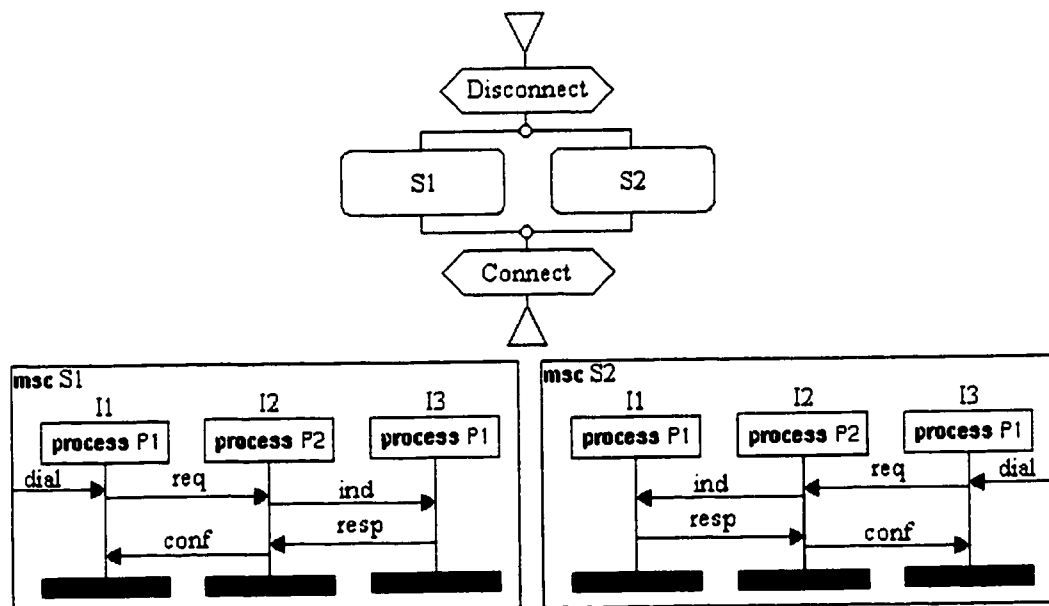 Disconnect
S1 S2
Connect
msc S1
I1 I2 I3
process P1 process P2 process P1
dial req ind
conf resp
msc S2
I1 I2 I3
process P1 process P2 process P1
ind req dial
resp conf